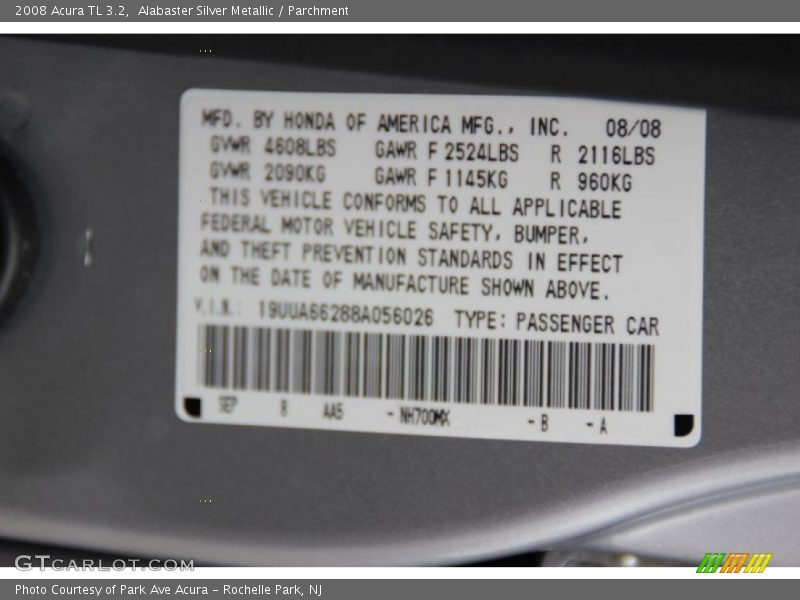 2008 Acura TL 3.2,  Alabaster Silver Metallic / Parchment
MFD. BY HONDA OF AMERICA MFG., INC. 08/08
GVWR 4608LBS GAWR F 2524LBS R 2116LBS
GVWR 2090KG GAWR F 1145KG R 960KG
THIS VEHICLE CONFORMS TO ALL APPLICABLE
FEDERAL MOTOR VEHICLE SAFETY, BUMPER,
AND THEFT PREVENTION STANDARDS IN EFFECT
ON THE DATE OF MANUFACTURE SHOWN ABOVE.
V.I.N.: 19UUA66288A056026 TYPE: PASSENGER CAR
SEP 8 AA5 - NH700MX - B - A
GTCARLOT.COM
Photo Courtesy of Park Ave Acura - Rochelle Park, NJ